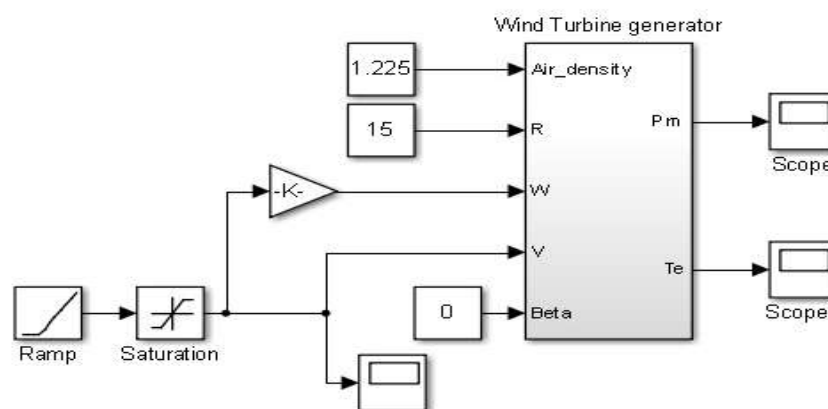 Wind Turbine generator
1.225
Air_density
15
R
Pm
Scope
-K-
W
V
Te
0
Beta
Scope
Ramp
Saturation